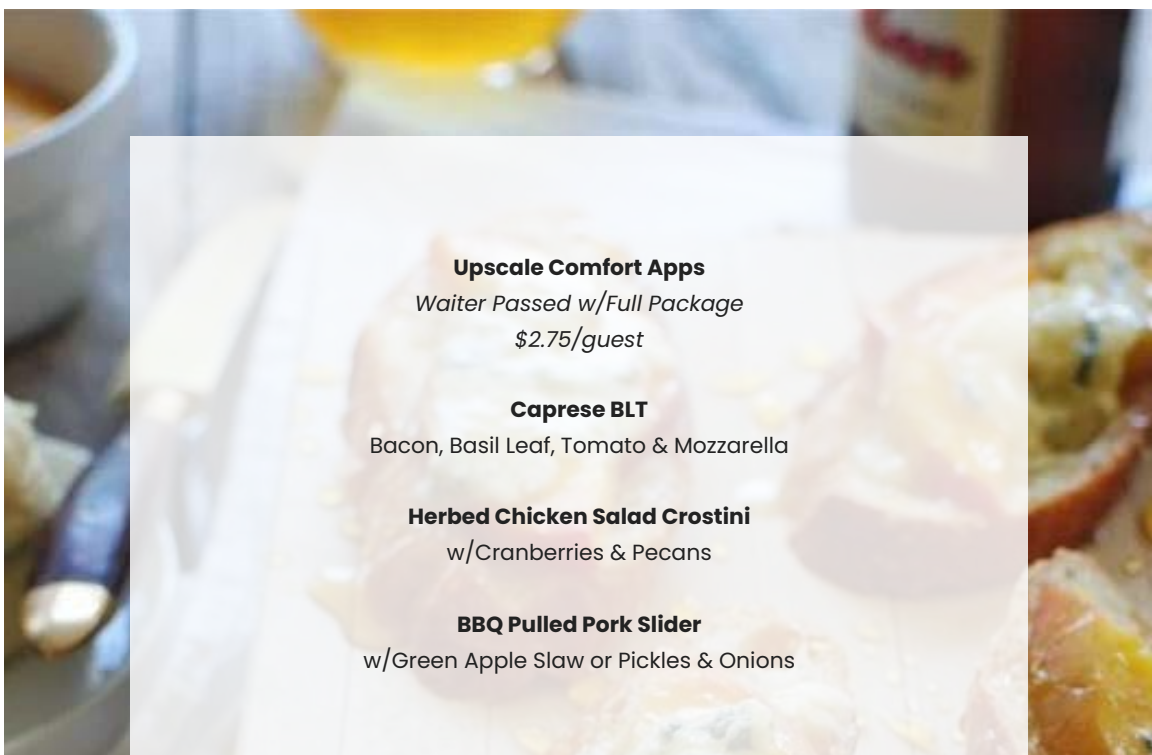 Upscale Comfort Apps
Waiter Passed w/Full Package
$2.75/guest
Caprese BLT
Bacon, Basil Leaf, Tomato & Mozzarella
Herbed Chicken Salad Crostini
w/Cranberries & Pecans
BBQ Pulled Pork Slider
w/Green Apple Slaw or Pickles & Onions